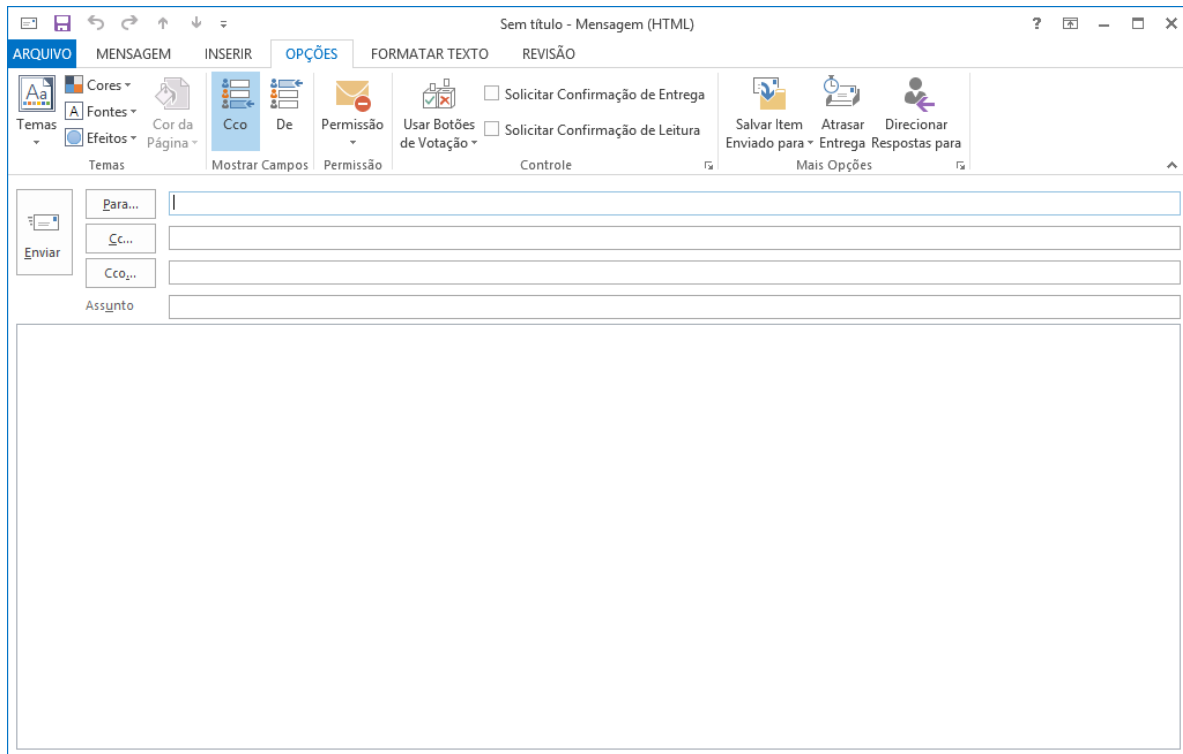 Sem título - Mensagem (HTML)
?
ARQUIVO MENSAGEM INSERIR OPÇÕES FORMATAR TEXTO REVISÃO
Aa
Temas
Cores
A Fontes
Efeitos
Cor da
Página
Temas
Cco
De
Mostrar Campos
Permissão
Permissão
Usar Botões
de Votação
Solicitar Confirmação de Entrega
Solicitar Confirmação de Leitura
Controle
Salvar Item
Enviado para
Atrasar
Entrega
Direcionar
Respostas para
Mais Opções
Enviar
Para...
Cc...
Cco...
Assunto